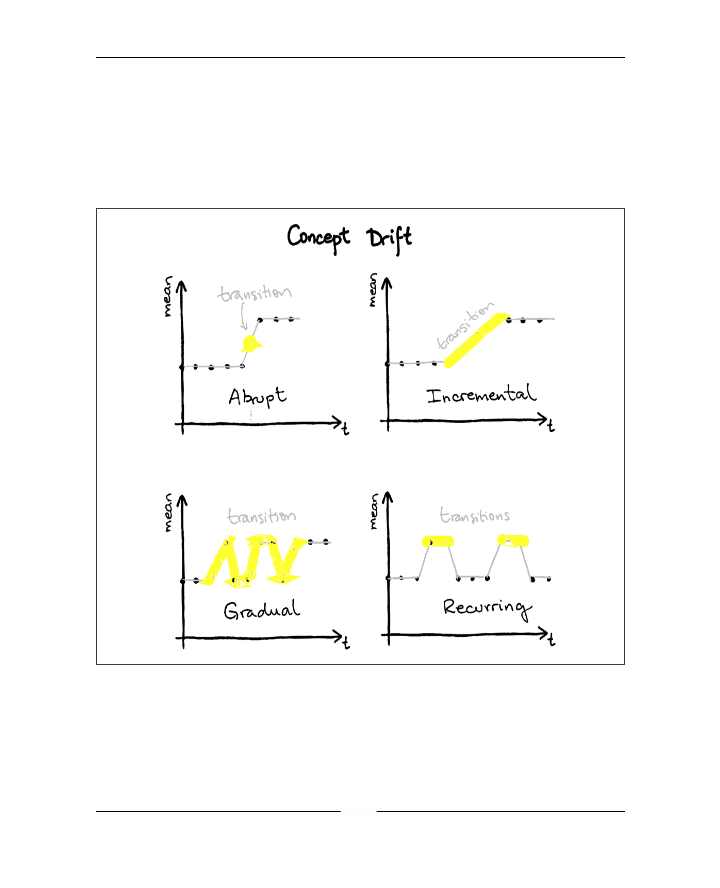 Concept Drift
mean
transition
Abrupt
t
mean
transition
Incremental
t
mean
transition
Gradual
t
mean
transitions
Recurring
t